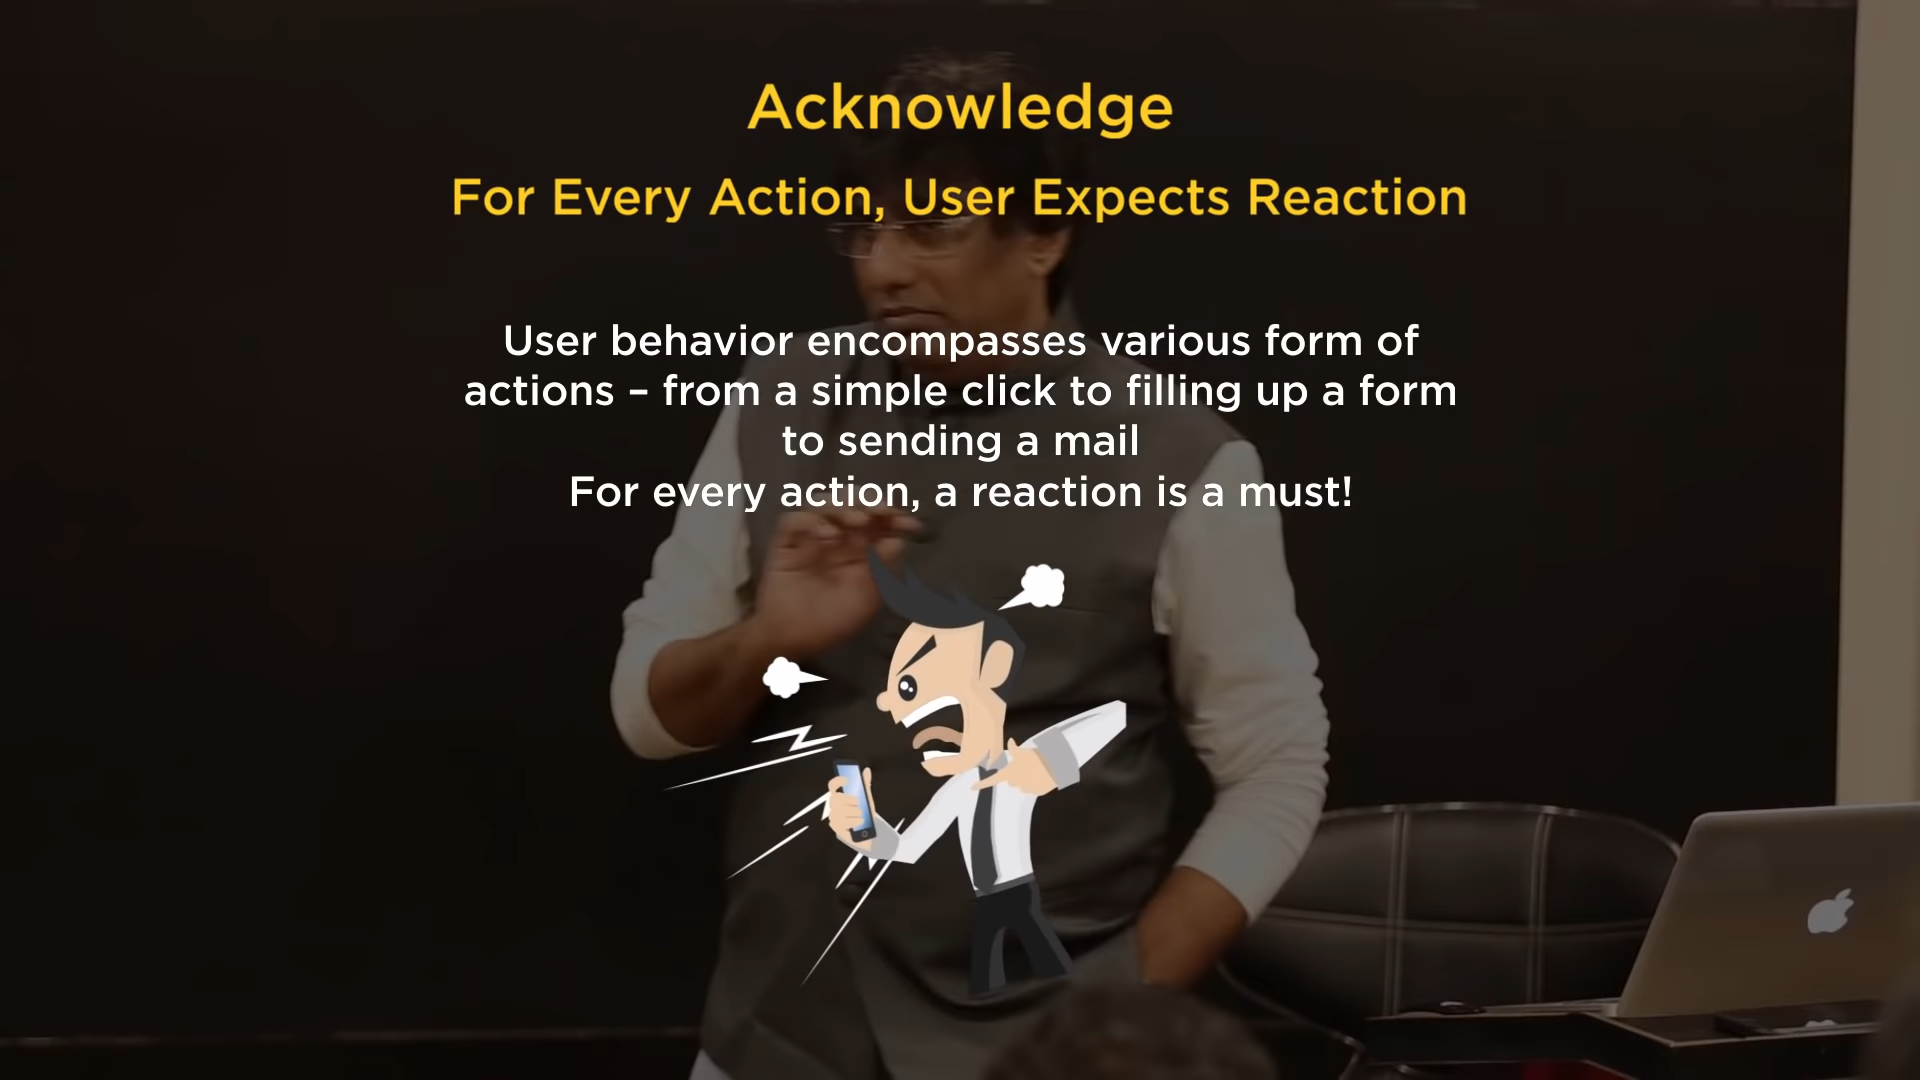 Acknowledge
For Every Action, User Expects Reaction
User behavior encompasses various form of
actions – from a simple click to filling up a form
to sending a mail
For every action, a reaction is a must!